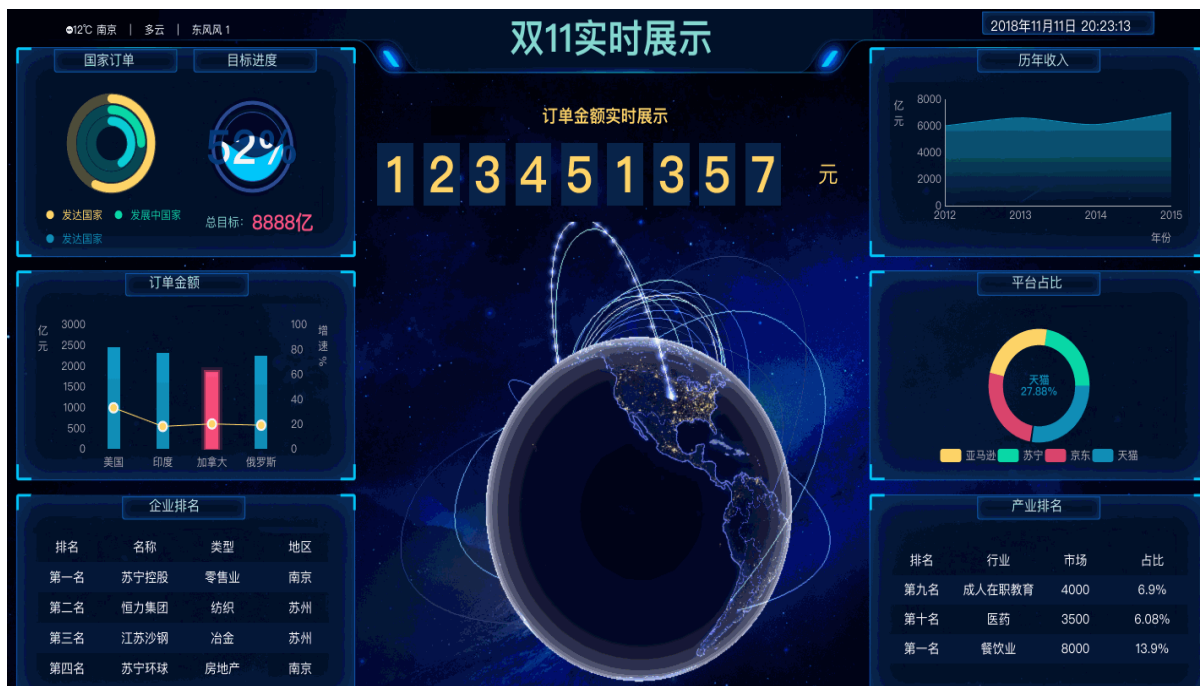 12℃ 南京 | 多云 | 东风风 1
双11实时展示
2018年11月11日 20:23:13
国家订单
目标进度
52%
发达国家
发展中国家
发达国家
总目标: 8888亿
订单金额
亿元
3000
2500
2000
1500
1000
500
0
增速%
100
80
60
40
20
0
美国 印度 加拿大 俄罗斯
企业排名
排名 名称 类型 地区
第一名 苏宁控股 零售业 南京
第二名 恒力集团 纺织 苏州
第三名 江苏沙钢 冶金 苏州
第四名 苏宁环球 房地产 南京
订单金额实时展示
1 2 3 4 5 1 3 5 7 元
历年收入
亿元
8000
6000
4000
2000
0
2012 2013 2014 2015
年份
平台占比
天猫
27.88%
亚马逊 苏宁 京东 天猫
产业排名
排名 行业 市场 占比
第九名 成人在职教育 4000 6.9%
第十名 医药 3500 6.08%
第一名 餐饮业 8000 13.9%